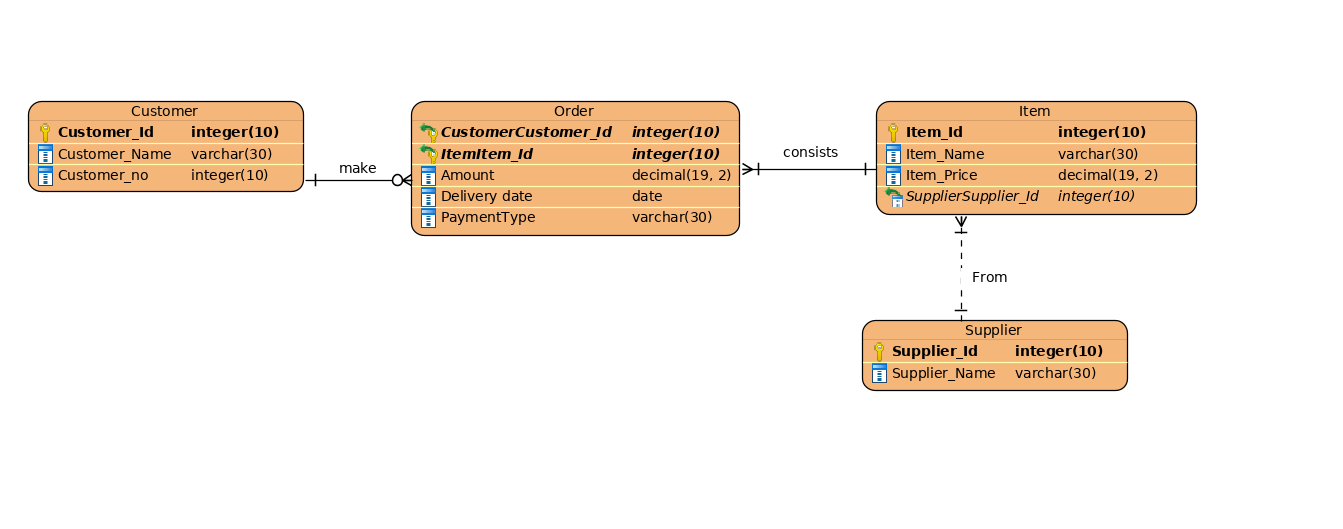 Customer
Customer_Id integer(10)
Customer_Name varchar(30)
Customer_no integer(10)
make
Order
CustomerCustomer_Id integer(10)
ItemItem_Id integer(10)
Amount decimal(19, 2)
Delivery date date
PaymentType varchar(30)
consists
Item
Item_Id integer(10)
Item_Name varchar(30)
Item_Price decimal(19, 2)
SupplierSupplier_Id integer(10)
From
Supplier
Supplier_Id integer(10)
Supplier_Name varchar(30)